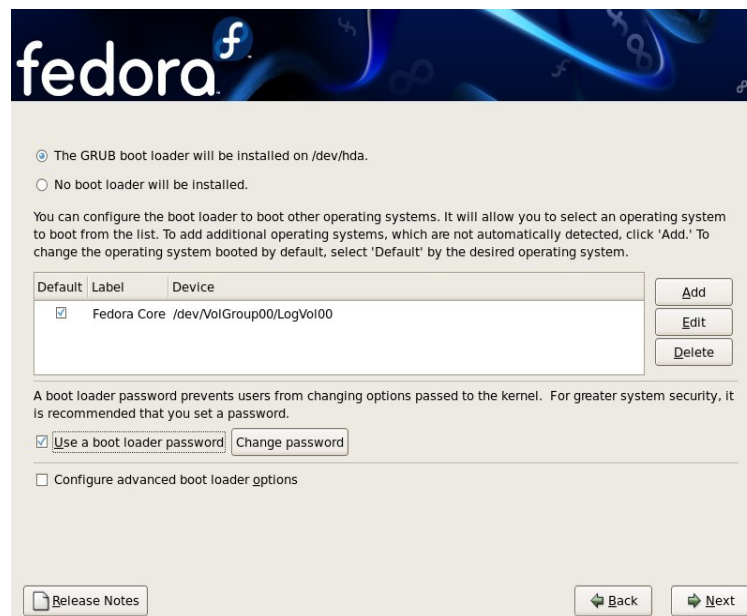 fedora
The GRUB boot loader will be installed on /dev/hda.
No boot loader will be installed.
You can configure the boot loader to boot other operating systems. It will allow you to select an operating system
to boot from the list. To add additional operating systems, which are not automatically detected, click 'Add.' To
change the operating system booted by default, select 'Default' by the desired operating system.
Default Label Device
Fedora Core /dev/VolGroup00/LogVol00
Add
Edit
Delete
A boot loader password prevents users from changing options passed to the kernel. For greater system security, it
is recommended that you set a password.
Use a boot loader password Change password
Configure advanced boot loader options
Release Notes Back Next